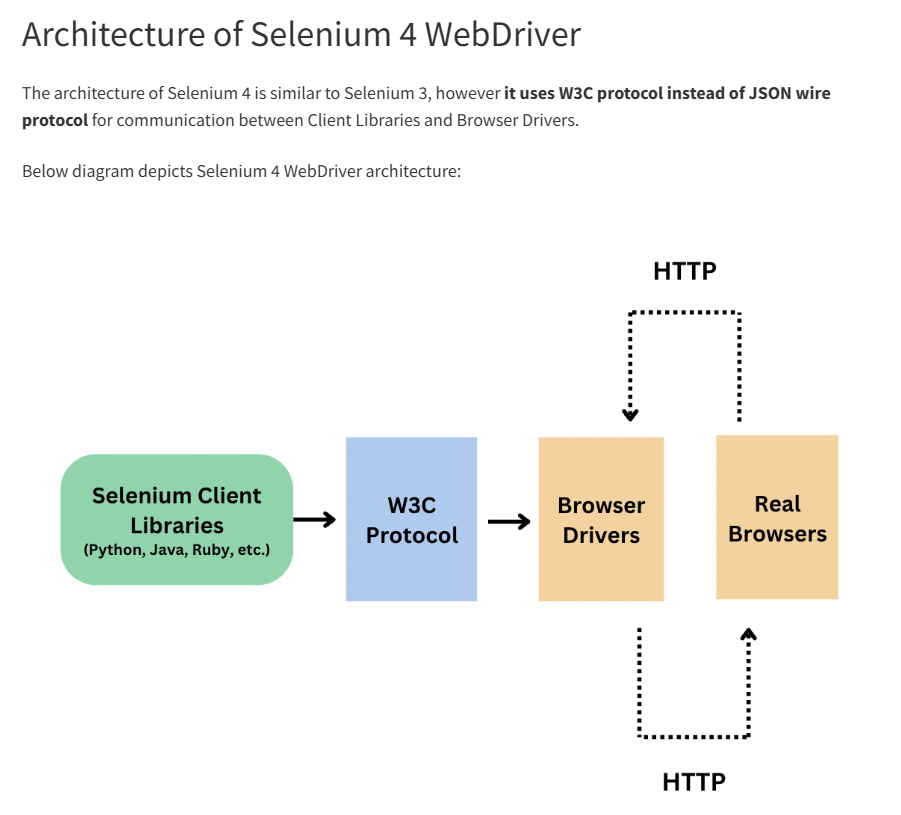 Architecture of Selenium 4 WebDriver
The architecture of Selenium 4 is similar to Selenium 3, however it uses W3C protocol instead of JSON wire
protocol for communication between Client Libraries and Browser Drivers.
Below diagram depicts Selenium 4 WebDriver architecture:
HTTP
Selenium Client
Libraries
(Python, Java, Ruby, etc.)
W3C
Protocol
Browser
Drivers
Real
Browsers
HTTP